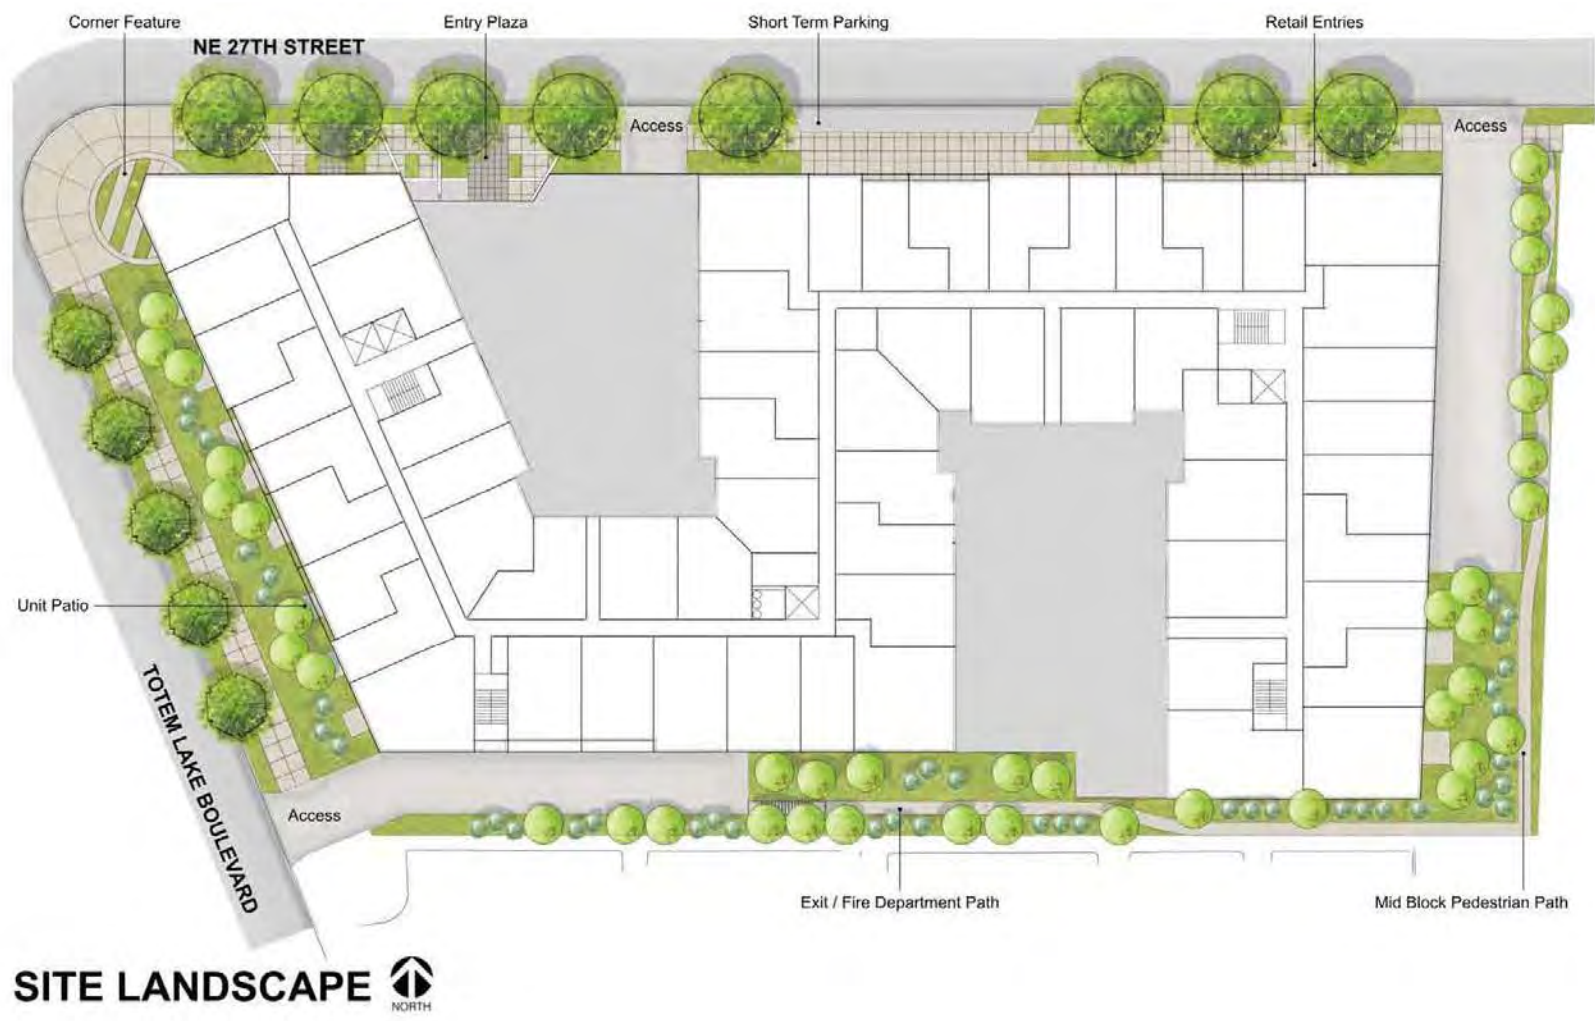 Corner Feature
Entry Plaza
Short Term Parking
Retail Entries
NE 27TH STREET
Access
Access
Unit Patio
TOTEM LAKE BOULEVARD
Access
Exit / Fire Department Path
Mid Block Pedestrian Path
SITE LANDSCAPE
NORTH